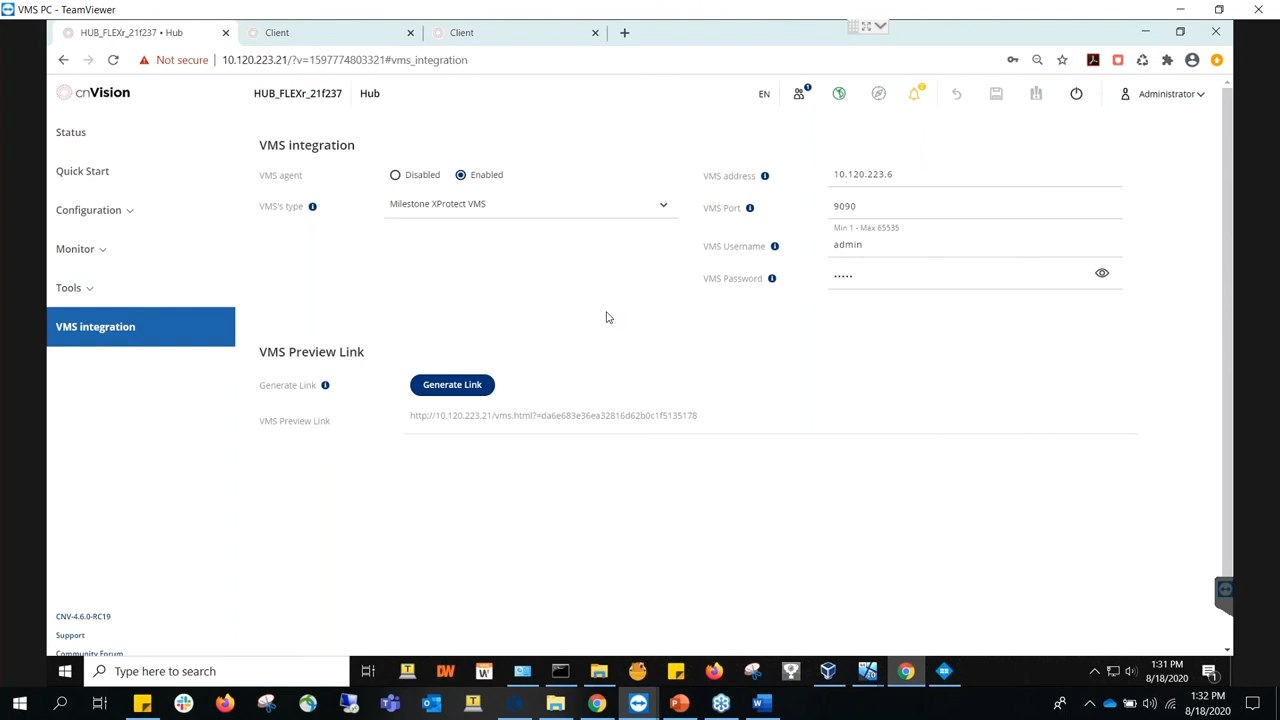 VMS PC - TeamViewer
HUB_FLEXr_21f237 • Hub
Client
Client
Not secure
10.120.223.21/?v=1597774803321#vms_integration
cnVision
HUB_FLEXr_21f237
Hub
EN
1
Administrator
Status
Quick Start
Configuration
Monitor
Tools
VMS integration
VMS integration
VMS agent
Disabled
Enabled
VMS's type
Milestone XProtect VMS
VMS address
10.120.223.6
VMS Port
9090
Min 1 - Max 65535
VMS Username
admin
VMS Password
•••••
VMS Preview Link
Generate Link
Generate Link
VMS Preview Link
http://10.120.223.21/vms.html?=da6e683e36ea32816d62b0c1f5135178
CNV-4.6.0-RC19
Support
Community Forum
Type here to search
T
DW
W
1:31 PM
8/18/2020
T
1:32 PM
8/18/2020